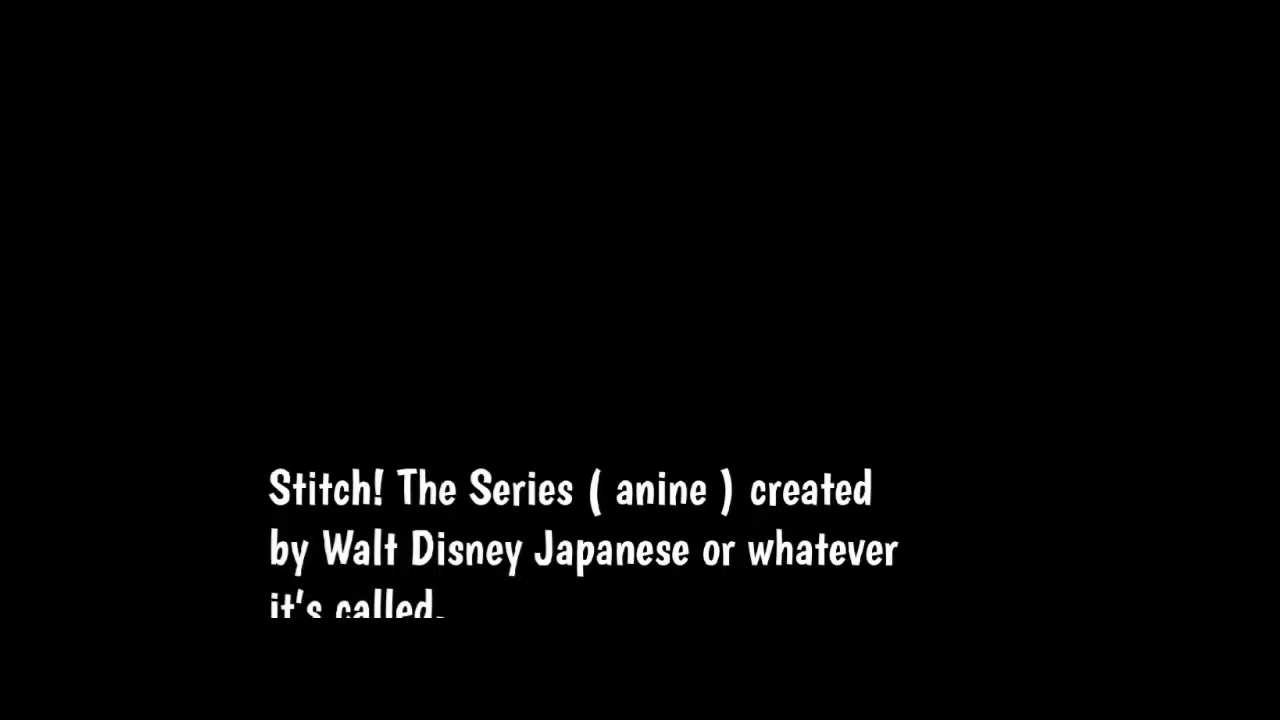 Stitch! The Series ( anine ) created
by Walt Disney Japanese or whatever
it's called.